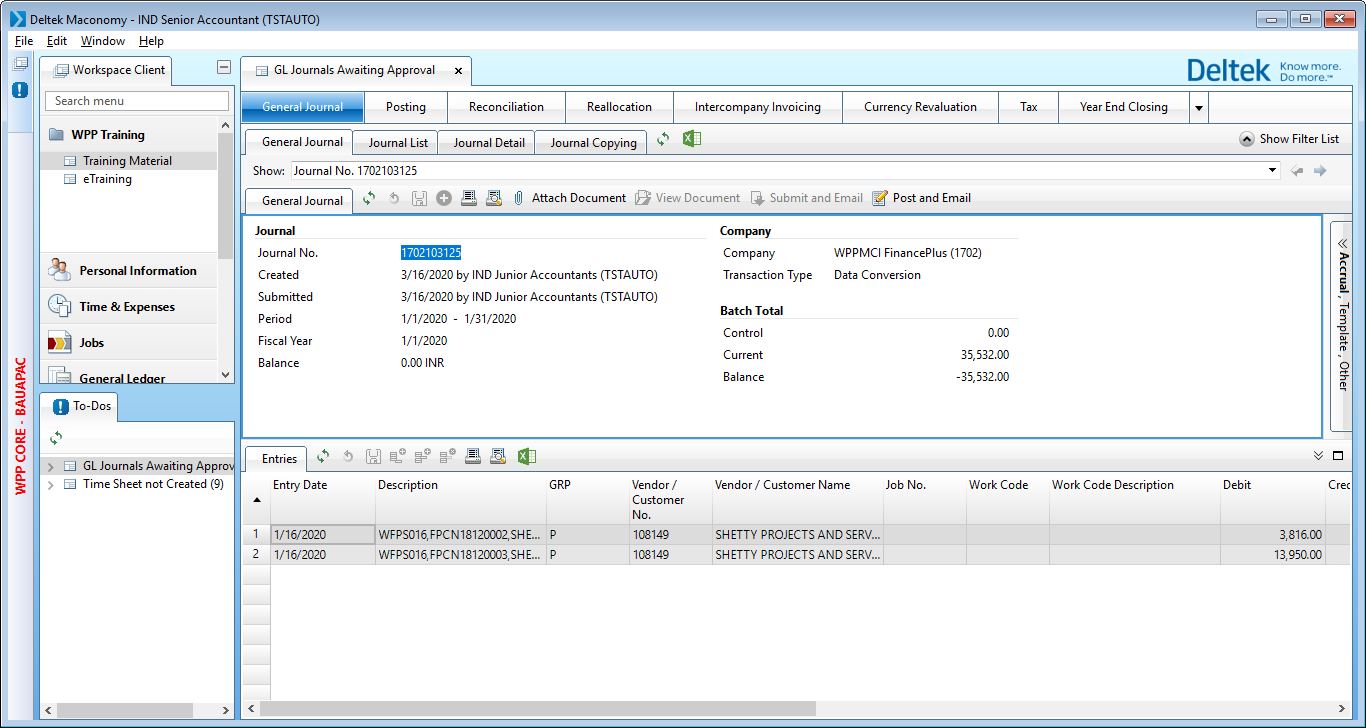 Deltek Maconomy - IND Senior Accountant (TSTAUTO)
File Edit Window Help
Workspace Client
Search menu
WPP Training
Training Material
eTraining
Personal Information
Time & Expenses
Jobs
General Ledger
WPP CORE - BAUAPAC
To-Dos
GL Journals Awaiting Approv
Time Sheet not Created (9)
GL Journals Awaiting Approval
Deltek Know more.
Do more.™
General Journal Posting Reconciliation Reallocation Intercompany Invoicing Currency Revaluation Tax Year End Closing
General Journal Journal List Journal Detail Journal Copying Show Filter List
Show: Journal No. 1702103125
General Journal Attach Document View Document Submit and Email Post and Email
Journal
Journal No. 1702103125
Created 3/16/2020 by IND Junior Accountants (TSTAUTO)
Submitted 3/16/2020 by IND Junior Accountants (TSTAUTO)
Period 1/1/2020 - 1/31/2020
Fiscal Year 1/1/2020
Balance 0.00 INR
Company
Company WPPMCI FinancePlus (1702)
Transaction Type Data Conversion
Batch Total
Control 0.00
Current 35,532.00
Balance -35,532.00
Accrual , Template , Other
Entries
Entry Date Description GRP Vendor / Customer No. Vendor / Customer Name Job No. Work Code Work Code Description Debit Cred
1 1/16/2020 WFPS016,FPCN18120002,SHE... P 108149 SHETTY PROJECTS AND SERV... 3,816.00
2 1/16/2020 WFPS016,FPCN18120003,SHE... P 108149 SHETTY PROJECTS AND SERV... 13,950.00